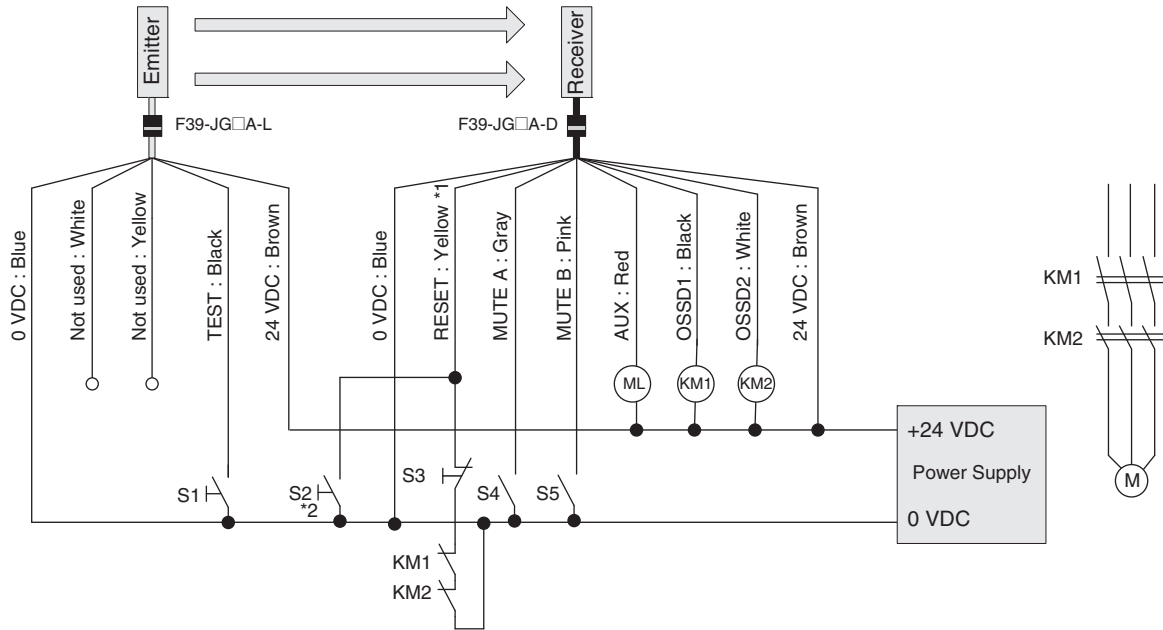 Emitter
Receiver
F39-JG□A-L
F39-JG□A-D
0 VDC : Blue
Not used : White
Not used : Yellow
TEST : Black
24 VDC : Brown
0 VDC : Blue
RESET : Yellow *1
MUTE A : Gray
MUTE B : Pink
AUX : Red
OSSD1 : Black
OSSD2 : White
24 VDC : Brown
KM1
KM2
M
ML
KM1
KM2
+24 VDC
Power Supply
0 VDC
S1
S2
*2
S3
S4
S5
KM1
KM2